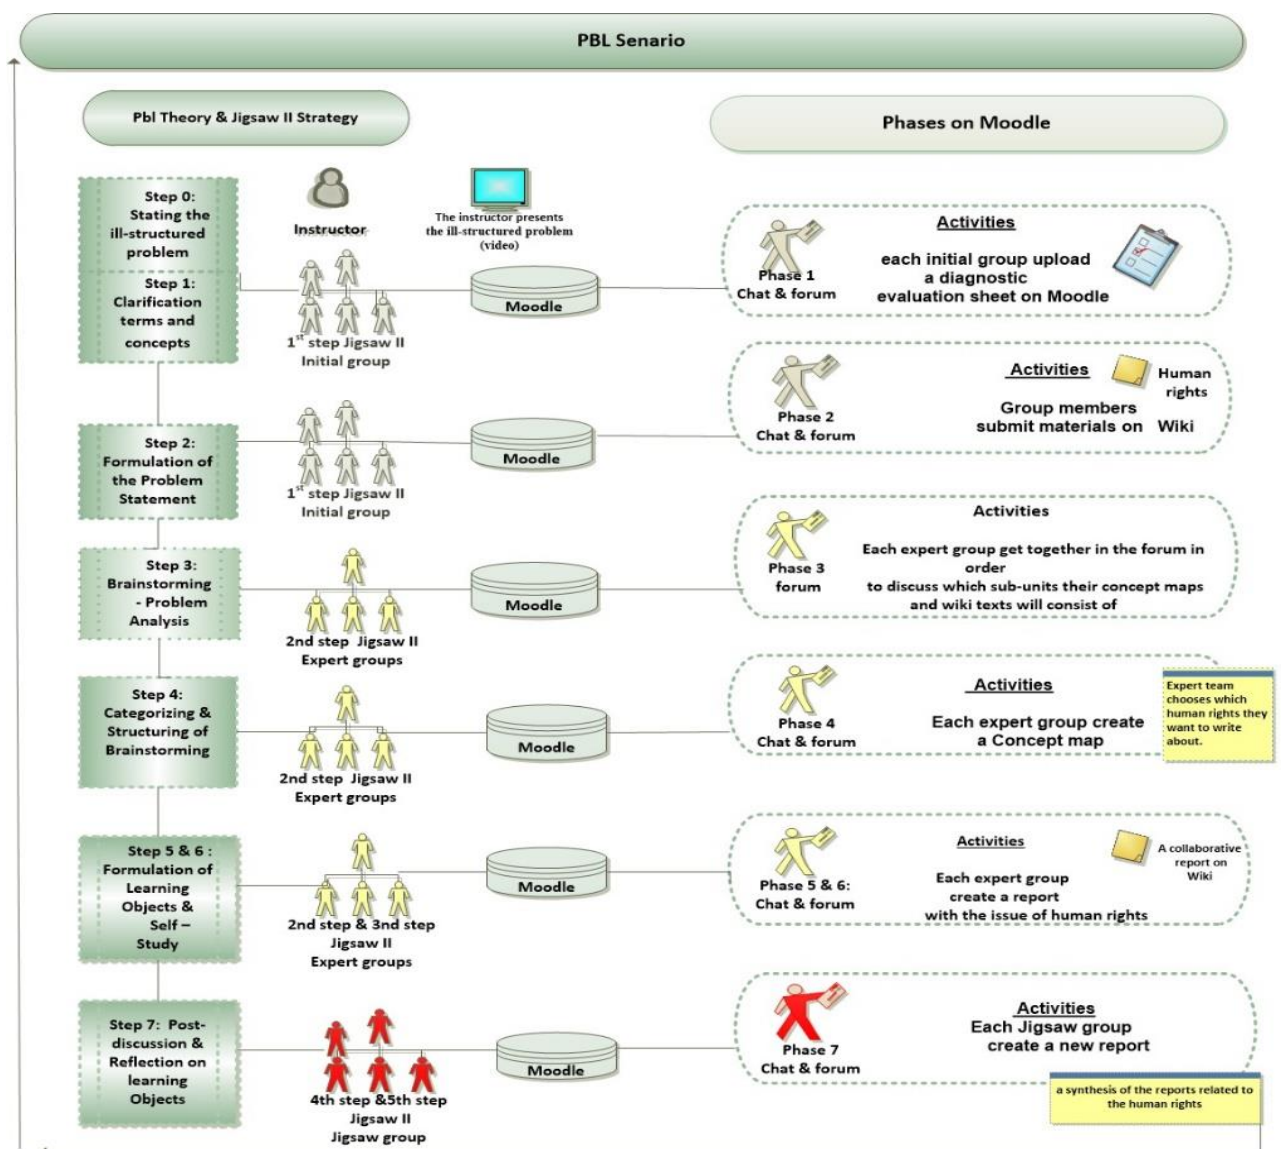 PBL Senario
Pbl Theory & Jigsaw II Strategy
Phases on Moodle
Step 0:
Stating the
ill-structured
problem
Instructor
The instructor presents
the ill-structured problem
(video)
Step 1:
Clarification
terms and
concepts
1st step Jigsaw II
Initial group
Moodle
Phase 1
Chat & forum
Activities
each initial group upload
a diagnostic
evaluation sheet on Moodle
Step 2:
Formulation of
the Problem
Statement
1st step Jigsaw II
Initial group
Moodle
Phase 2
Chat & forum
Activities
Group members
submit materials on Wiki
Human
rights
Step 3:
Brainstorming
- Problem
Analysis
2nd step Jigsaw II
Expert groups
Moodle
Phase 3
forum
Activities
Each expert group get together in the forum in
order
to discuss which sub-units their concept maps
and wiki texts will consist of
Step 4:
Categorizing &
Structuring of
Brainstorming
2nd step Jigsaw II
Expert groups
Moodle
Phase 4
Chat & forum
Activities
Each expert group create
a Concept map
Expert team
chooses which
human rights they
want to write
about.
Step 5 & 6 :
Formulation of
Learning
Objects &
Self –
Study
2nd step & 3nd step
Jigsaw II
Expert groups
Moodle
Phase 5 & 6:
Chat & forum
Activities
Each expert group
create a report
with the issue of human rights
A collaborative
report on
Wiki
Step 7: Post-
discussion &
Reflection on
learning
Objects
4th step &5th step
Jigsaw II
Jigsaw group
Moodle
Phase 7
Chat & forum
Activities
Each Jigsaw group
create a new report
a synthesis of the reports related to
the human rights